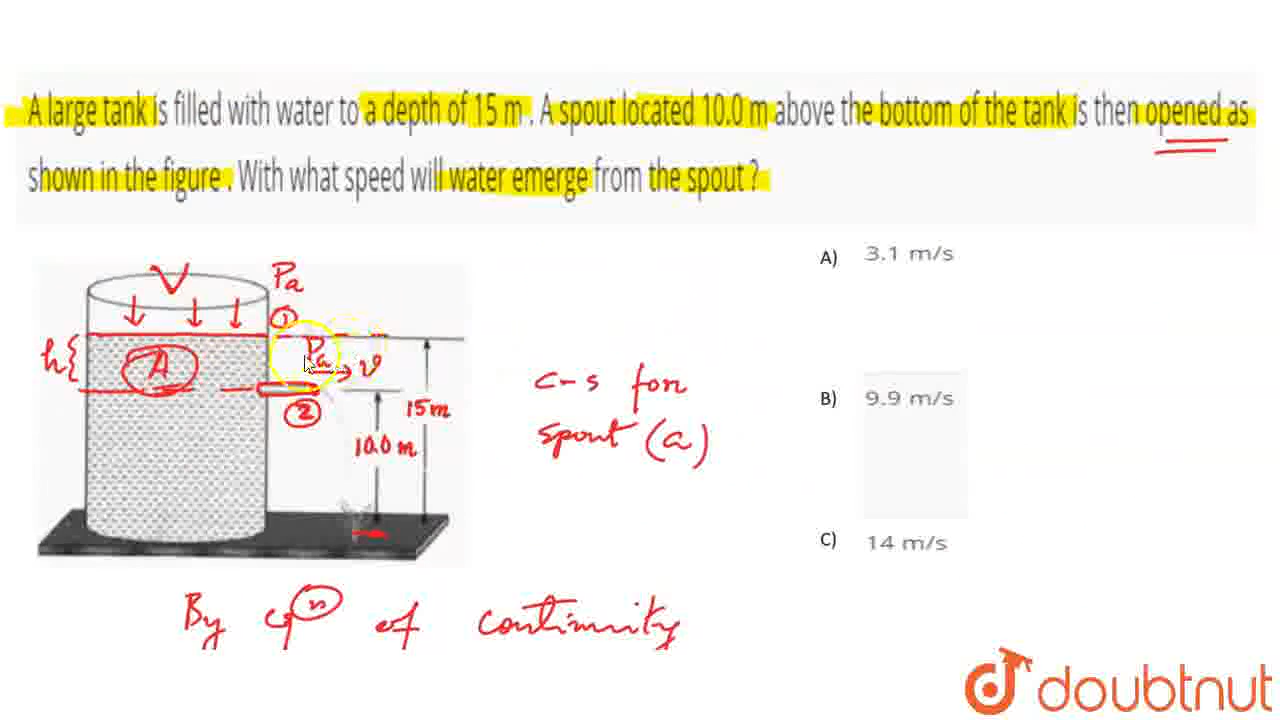 A large tank is filled with water to a depth of 15 m . A spout located 10.0 m above the bottom of the tank is then opened as
shown in the figure . With what speed will water emerge from the spout ?
A) 3.1 m/s
V Pa
①
h A Pa v
②
15m
10.0 m
c-s for
spout (a)
B) 9.9 m/s
C) 14 m/s
By eqⁿ of continuity
doubtnut